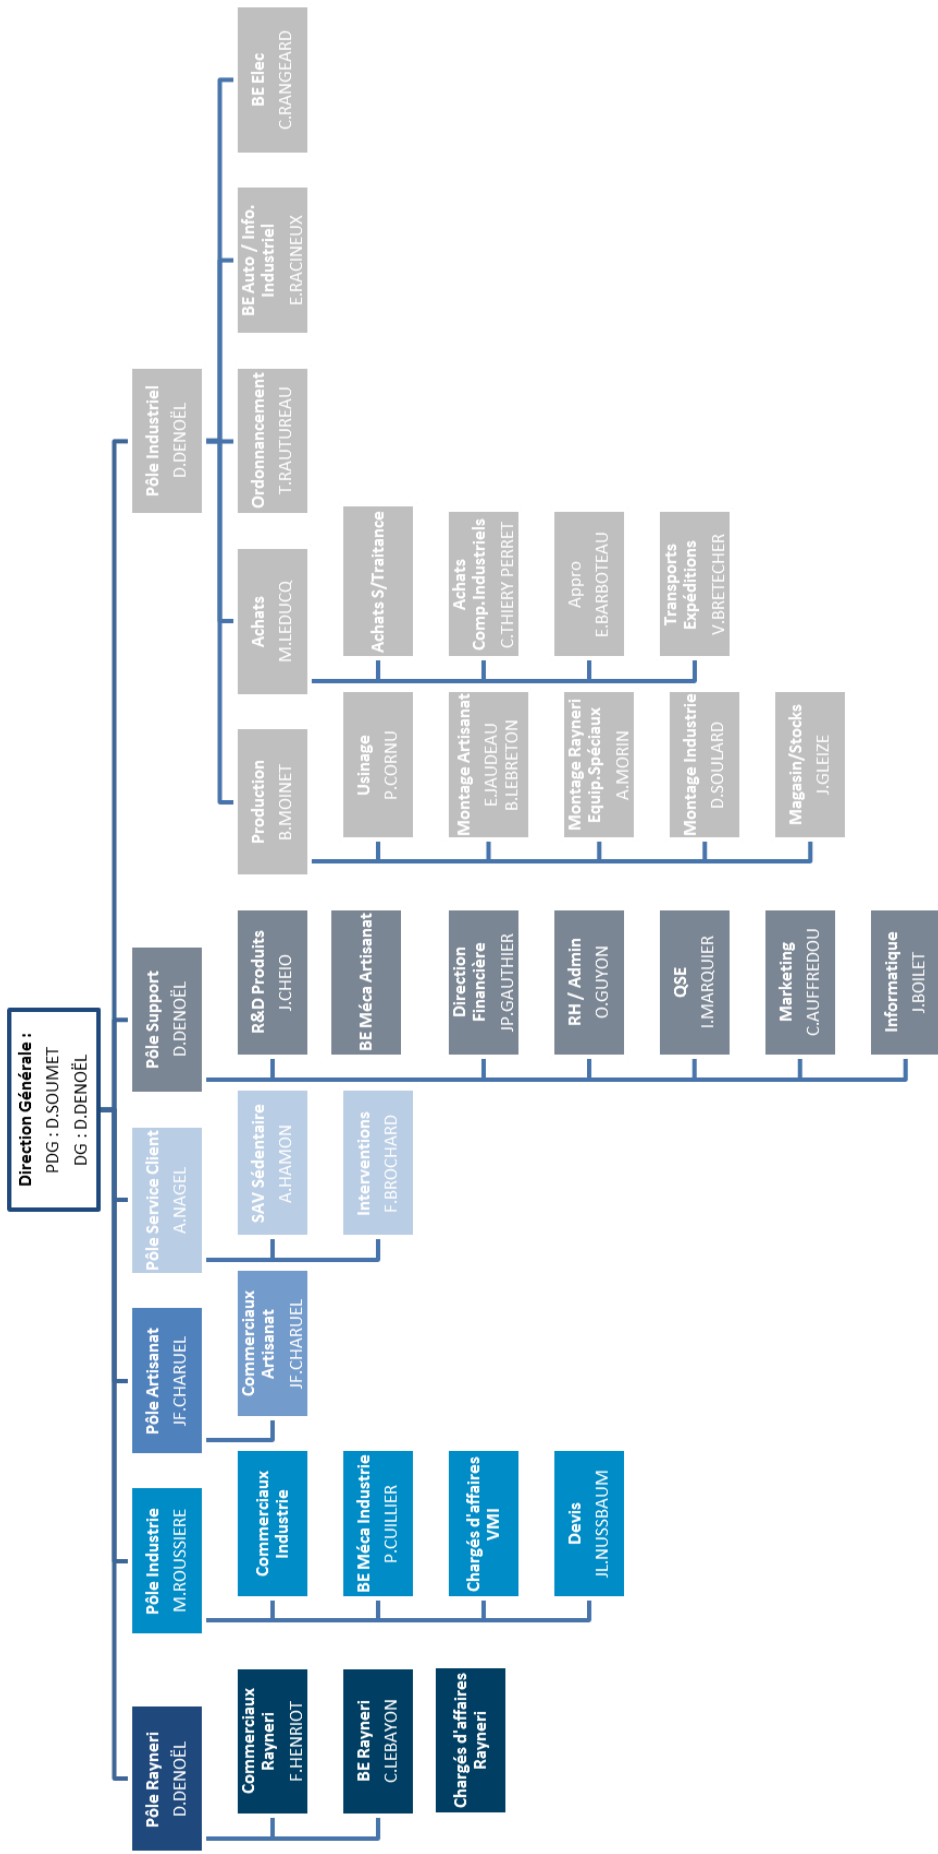 Direction Générale :
PDG : D.SOUMET
DG : D.DENOËL
Pôle Rayneri
D.DENOËL
Commerciaux
Rayneri
F.HENRIOT
BE Rayneri
C.LEBAYON
Chargés d'affaires
Rayneri
Pôle Industrie
M.ROUSSIERE
Commerciaux
Industrie
BE Méca Industrie
P.CUILLIER
Chargés d'affaires
VMI
Devis
JL.NUSSBAUM
Pôle Artisanat
JF.CHARUEL
Commerciaux
Artisanat
JF.CHARUEL
Pôle Service Client
A.NAGEL
SAV Sédentaire
A.HAMON
Interventions
F.BROCHARD
Pôle Support
D.DENOËL
R&D Produits
J.CHEIO
BE Méca Artisanat
Direction
Financière
JP.GAUTHIER
RH / Admin
O.GUYON
QSE
I.MARQUIER
Marketing
C.AUFFREDOU
Informatique
J.BOILET
Pôle Industriel
D.DENOËL
Production
B.MOINET
Usinage
P.CORNU
Montage Artisanat
E.JAUDEAU
B.LEBRETON
Montage Rayneri
Equip.Spéciaux
A.MORIN
Montage Industrie
D.SOULARD
Magasin/Stocks
J.GLEIZE
Achats
M.LEDUCQ
Achats S/Traitance
Achats
Comp.Industriels
C.THIERY PERRET
Appro
E.BARBOTEAU
Transports
Expéditions
V.BRETECHER
Ordonnancement
T.RAUTUREAU
BE Auto / Info.
Industriel
E.RACINEUX
BE Elec
C.RANGEARD